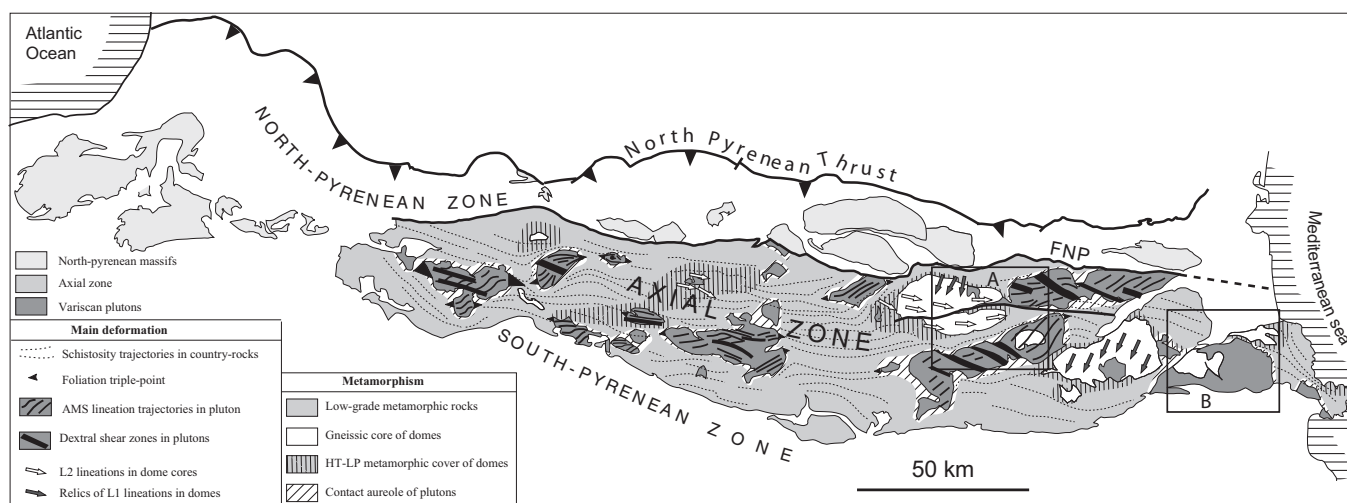 Atlantic
Ocean
NORTH-PYRENEAN ZONE
North Pyrenean Thrust
FNP
A
AXIAL ZONE
SOUTH-PYRENEAN ZONE
B
Mediterranean sea
50 km
North-pyrenean massifs
Axial zone
Variscan plutons
Main deformation
Schistosity trajectories in country-rocks
Foliation triple-point
AMS lineation trajectories in pluton
Dextral shear zones in plutons
L2 lineations in dome cores
Relics of L1 lineations in domes
Metamorphism
Low-grade metamorphic rocks
Gneissic core of domes
HT-LP metamorphic cover of domes
Contact aureole of plutons